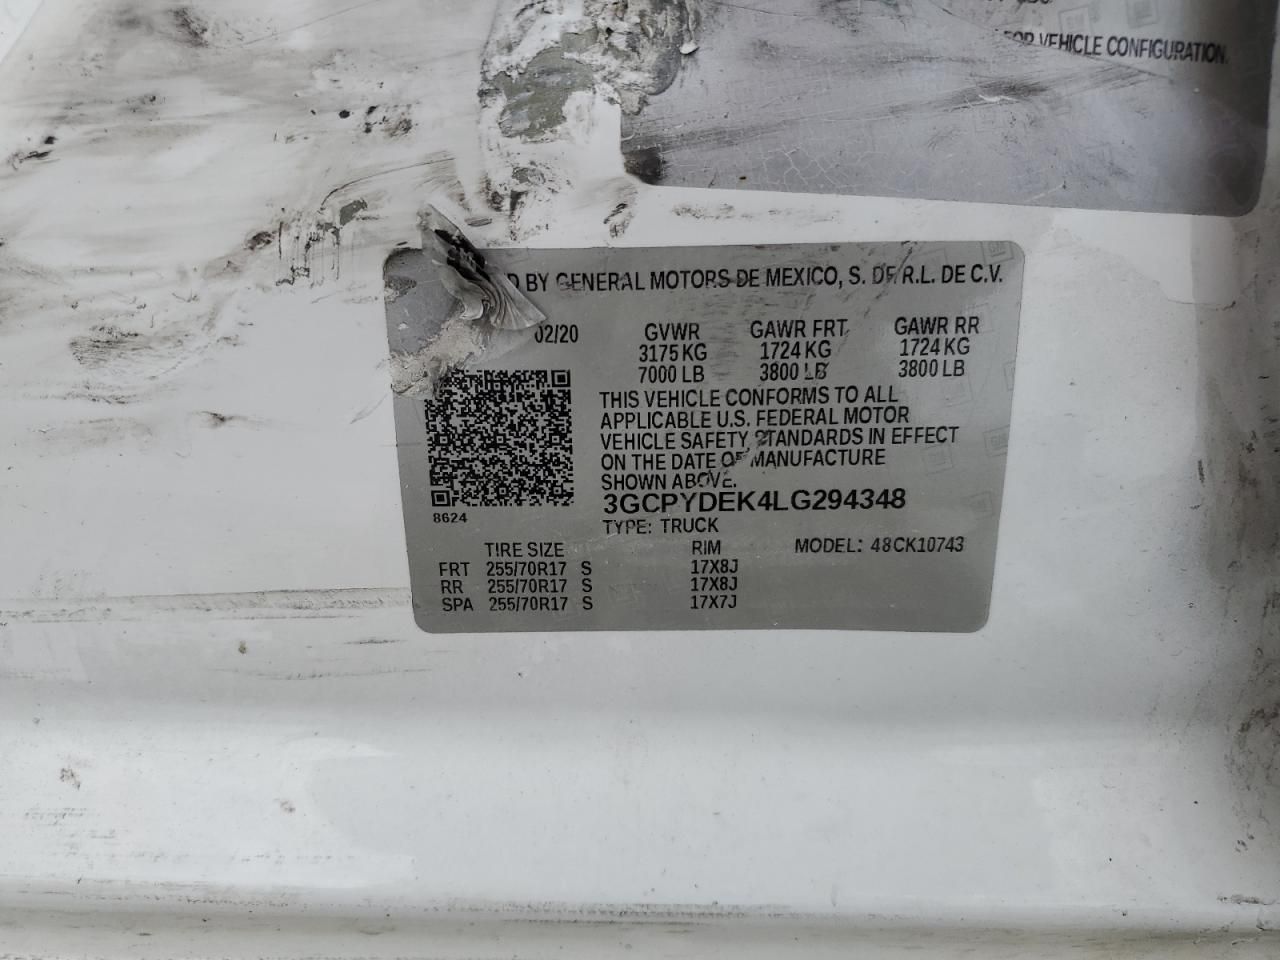 FOR VEHICLE CONFIGURATION.
BY GENERAL MOTORS DE MEXICO, S. DE R.L. DE C.V.
02/20 GVWR GAWR FRT GAWR RR
3175 KG 1724 KG 1724 KG
7000 LB 3800 LB 3800 LB
THIS VEHICLE CONFORMS TO ALL
APPLICABLE U.S. FEDERAL MOTOR
VEHICLE SAFETY STANDARDS IN EFFECT
ON THE DATE OF MANUFACTURE
SHOWN ABOVE.
3GCPYDEK4LG294348
8624
TYPE: TRUCK
TIRE SIZE RIM MODEL: 48CK10743
FRT 255/70R17 S 17X8J
RR 255/70R17 S 17X8J
SPA 255/70R17 S 17X7J